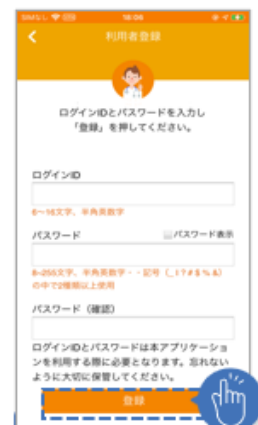 SIMなし 16:06
利用者登録
ログインIDとパスワードを入力し
「登録」を押してください。
ログインID
6〜16文字、半角英数字
パスワード パスワード表示
8〜255文字、半角英数字・・記号(_!?#$%&)
の中で2種類以上使用
パスワード(確認)
ログインIDとパスワードは本アプリケーショ
ンを利用する際に必要となります。忘れない
ように大切に保管してください。
登録